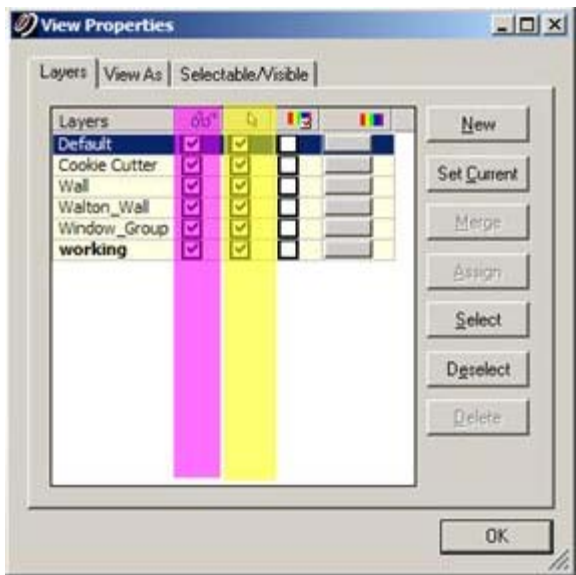 View Properties
Layers View As Selectable/Visible
Layers
Default
Cookie Cutter
Wall
Walton_Wall
Window_Group
working
New
Set Current
Merge
Assign
Select
Deselect
Delete
OK